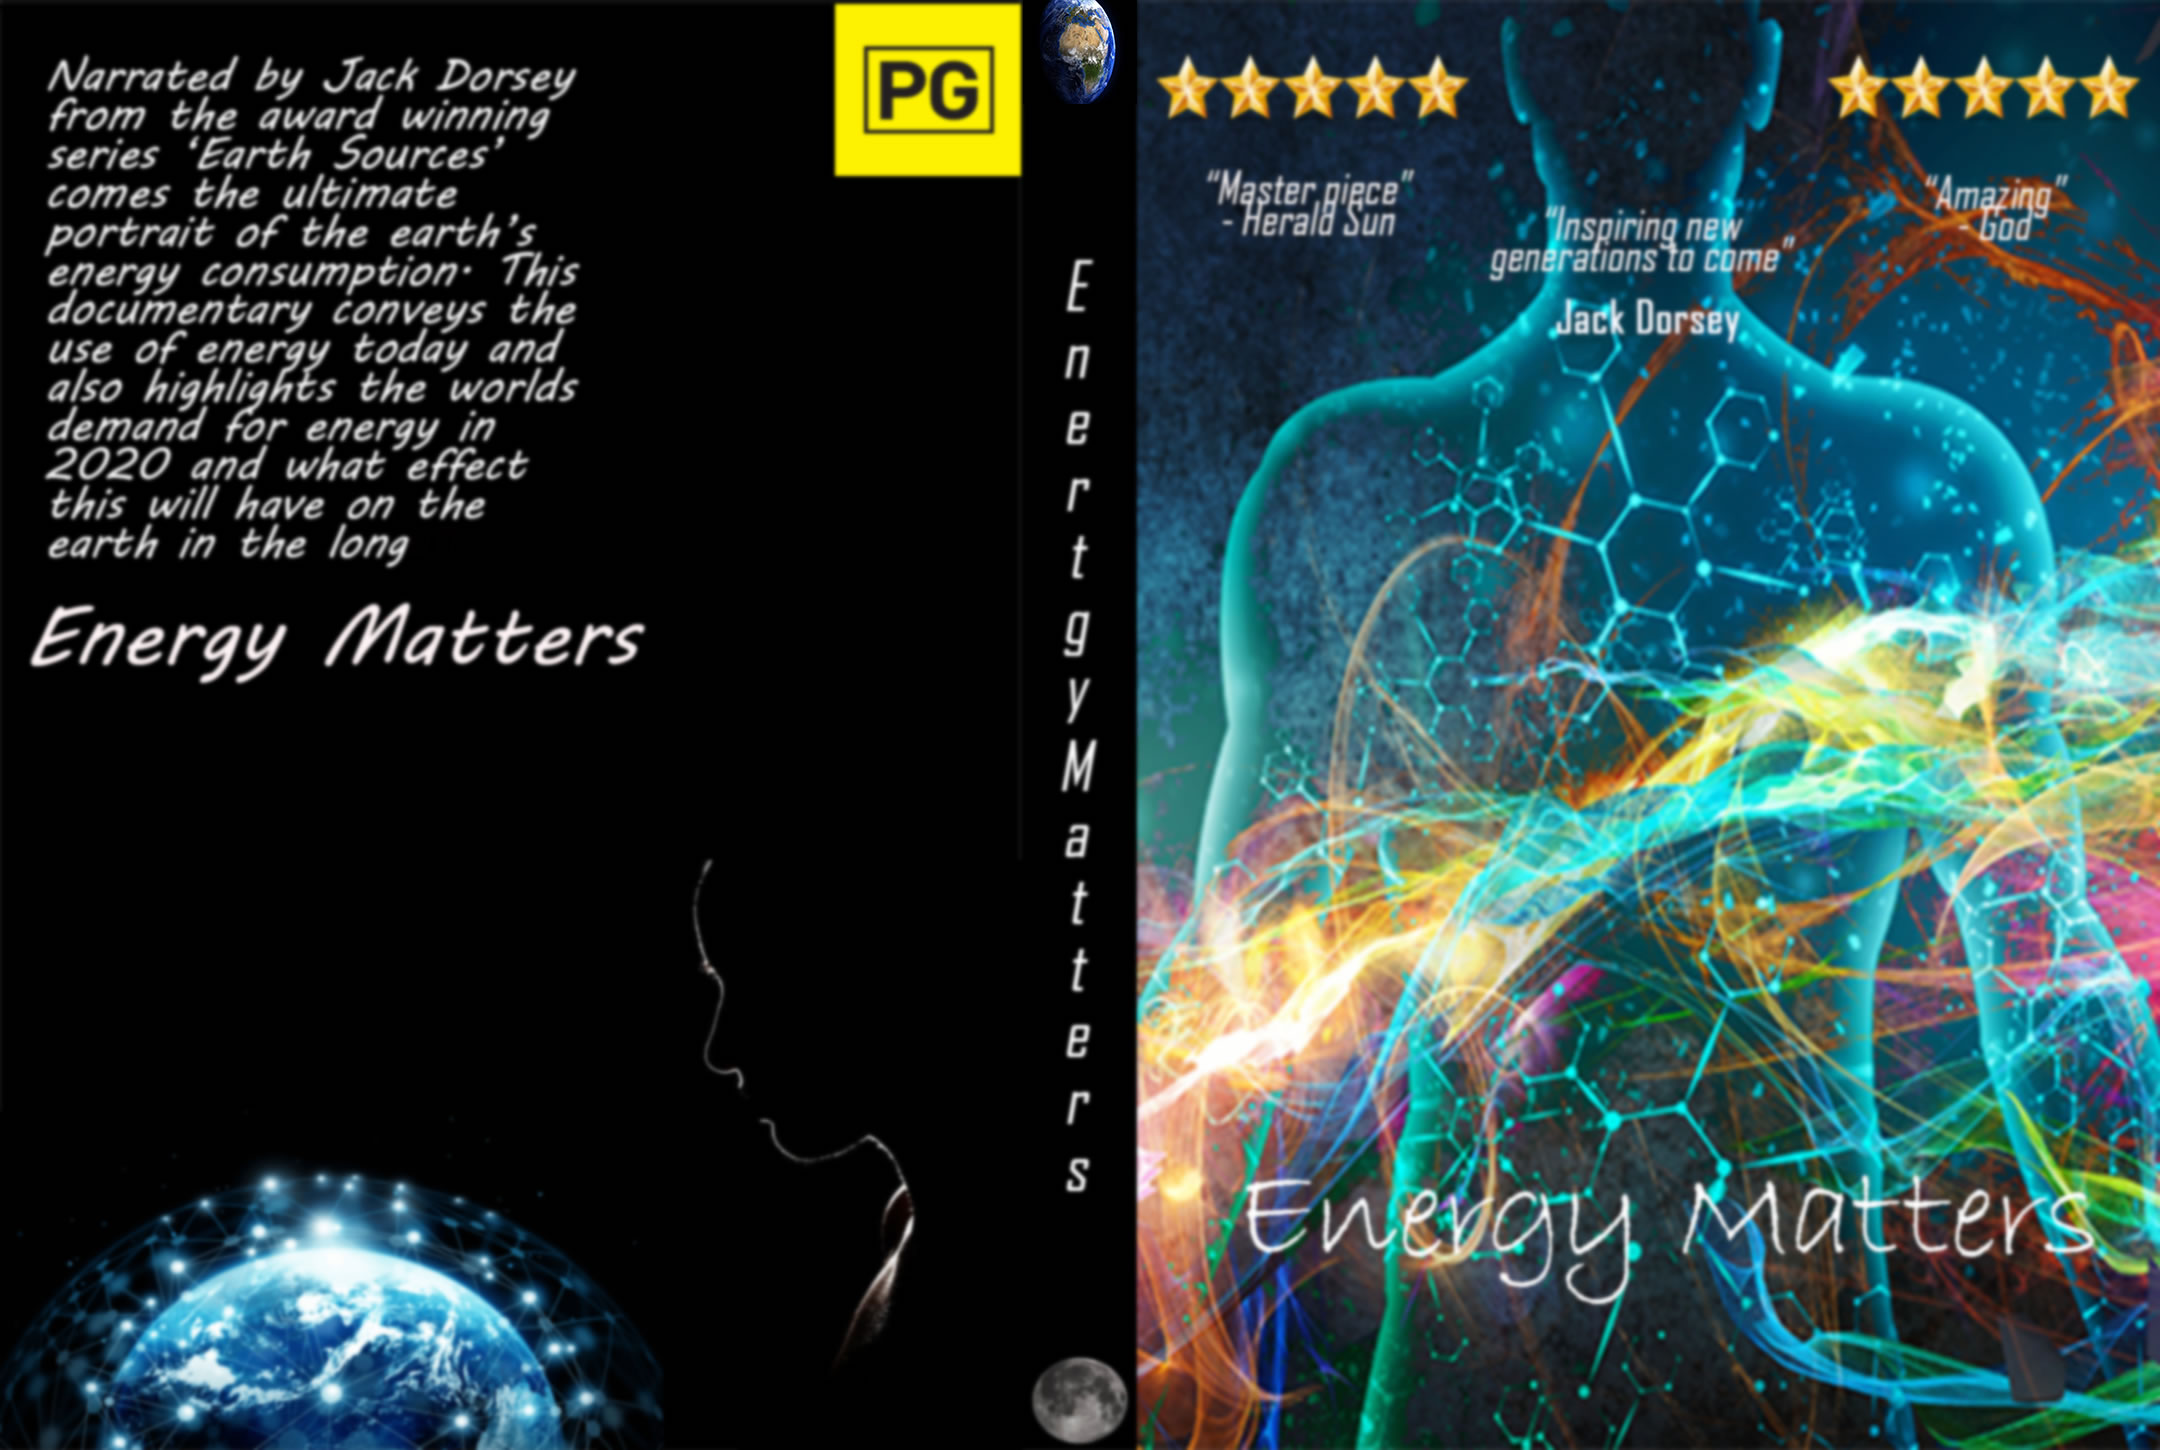 Narrated by Jack Dorsey
from the award winning
series ‘Earth Sources’
comes the ultimate
portrait of the earth’s
energy consumption. This
documentary conveys the
use of energy today and
also highlights the worlds
demand for energy in
2020 and what effect
this will have on the
earth in the long
Energy Matters
PG
EnertgyMatters
“Master piece”
- Herald Sun
“Inspiring new
generations to come”
Jack Dorsey
“Amazing”
- God
Energy Matters